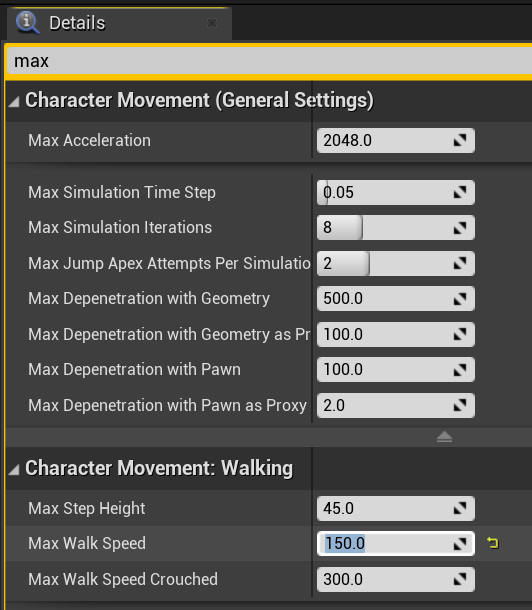 Details
max
Character Movement (General Settings)
Max Acceleration 2048.0
Max Simulation Time Step 0.05
Max Simulation Iterations 8
Max Jump Apex Attempts Per Simulatio 2
Max Depenetration with Geometry 500.0
Max Depenetration with Geometry as Pr 100.0
Max Depenetration with Pawn 100.0
Max Depenetration with Pawn as Proxy 2.0
Character Movement: Walking
Max Step Height 45.0
Max Walk Speed 150.0
Max Walk Speed Crouched 300.0